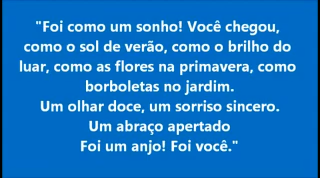 "Foi como um sonho! Você chegou,
como o sol de verão, como o brilho do
luar, como as flores na primavera, como
borboletas no jardim.
Um olhar doce, um sorriso sincero.
Um abraço apertado
Foi um anjo! Foi você."